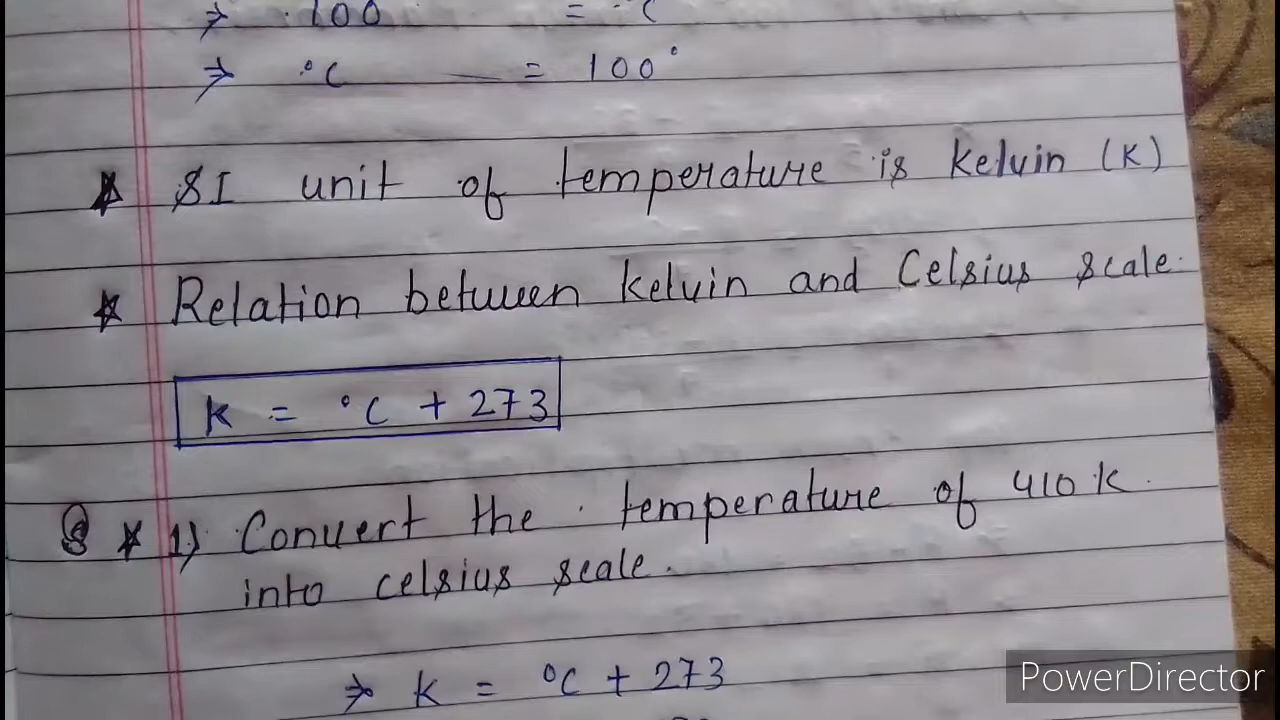 ⇒ 100 = °C
⇒ °C = 100°
* SI unit of temperature is Kelvin (K)
* Relation between kelvin and Celsius scale.
K = °C + 273
Q * 1) Convert the temperature of 410 K.
into celsius scale.
⇒ K = °C + 273
PowerDirector